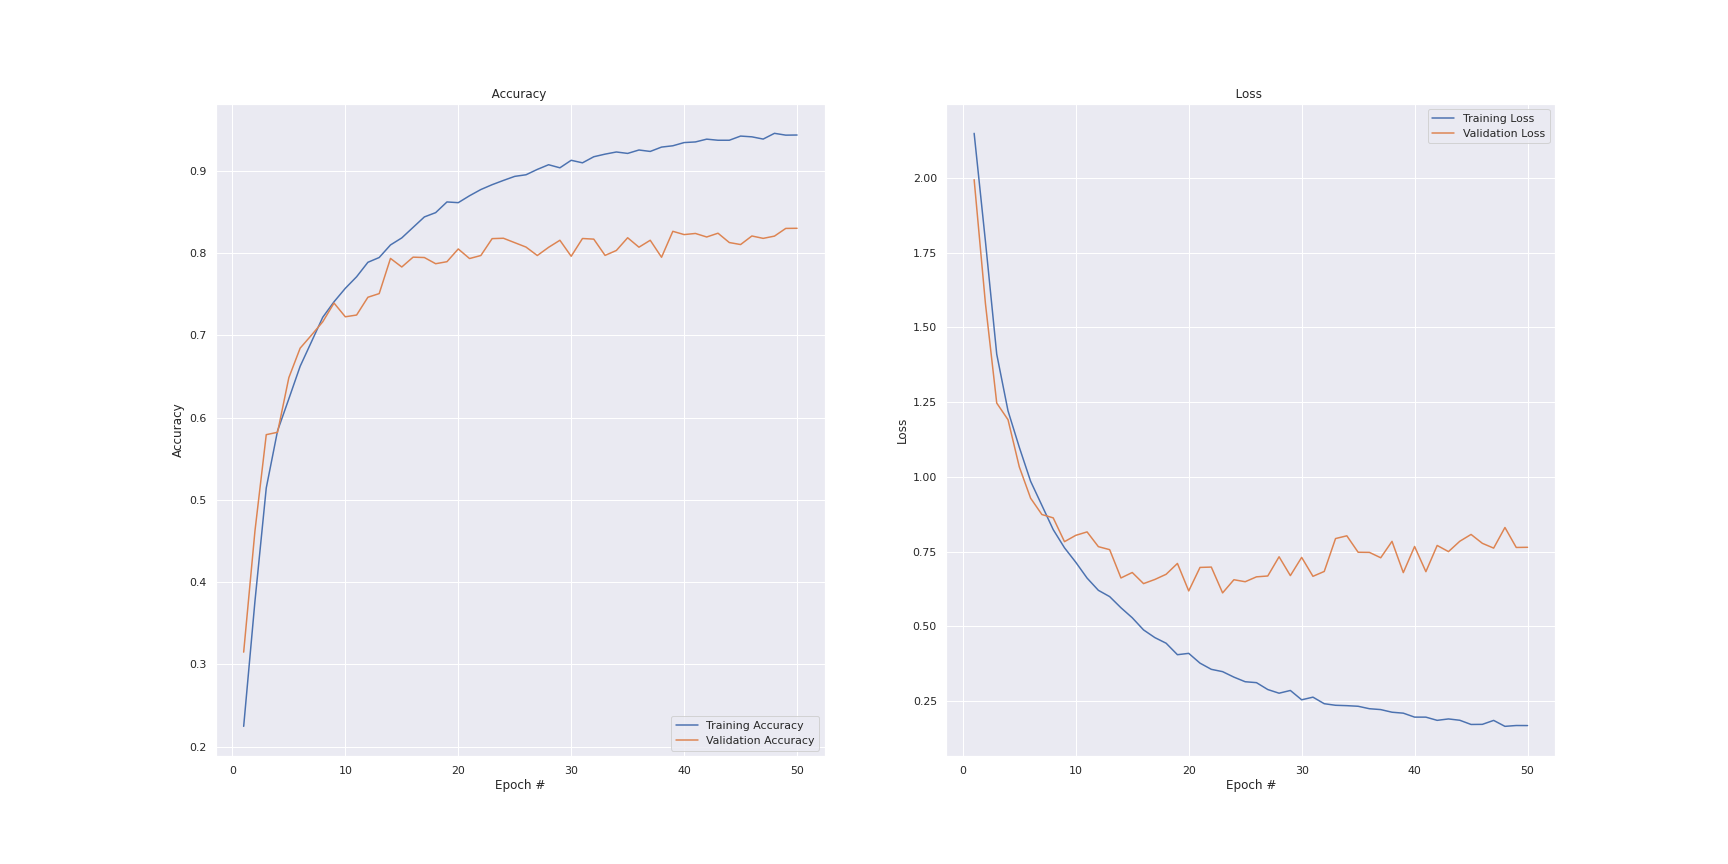 Accuracy
Accuracy
0.9
0.8
0.7
0.6
0.5
0.4
0.3
0.2
0
10
20
30
40
50
Epoch #
Training Accuracy
Validation Accuracy
Loss
Loss
2.00
1.75
1.50
1.25
1.00
0.75
0.50
0.25
0
10
20
30
40
50
Epoch #
Training Loss
Validation Loss